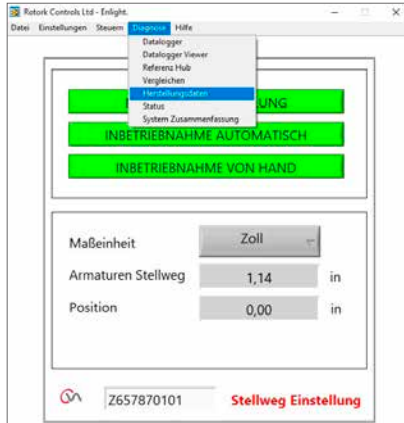 Rotork Controls Ltd - Enlight.
Datei Einstellungen Steuern Diagnose Hilfe
Datalogger
Datalogger Viewer
Referenz Hub
Vergleichen
Herstellungsdaten
Status
System Zusammenfassung
UNG
INBETRIEBNAHME AUTOMATISCH
INBETRIEBNAHME VON HAND
Maßeinheit Zoll
Armaturen Stellweg 1,14 in
Position 0,00 in
Z657870101 Stellweg Einstellung